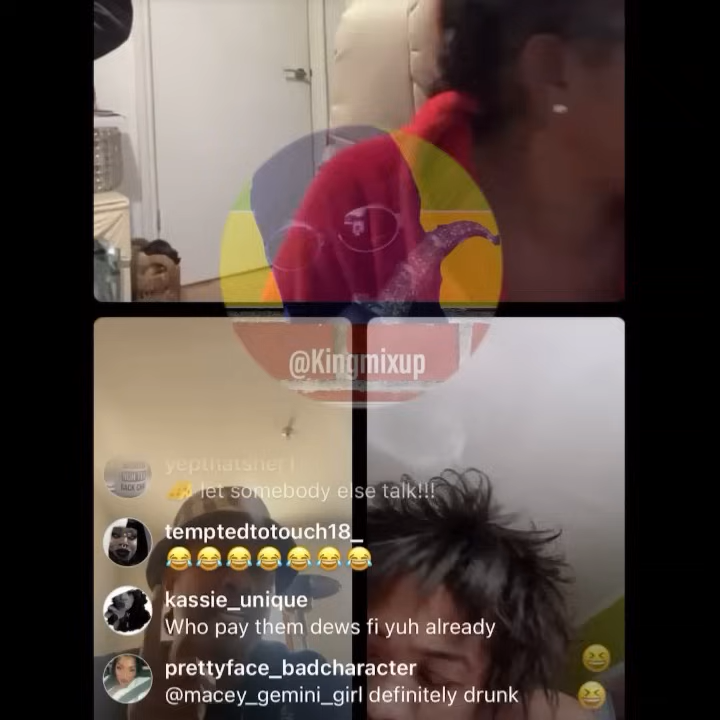 @Kingmixup
let somebody else talk!!!
temptedtotouch18_
😂😂😂😂😂😂😂
kassie_unique
Who pay them dews fi yuh already
prettyface_badcharacter
@macey_gemini_girl definitely drunk